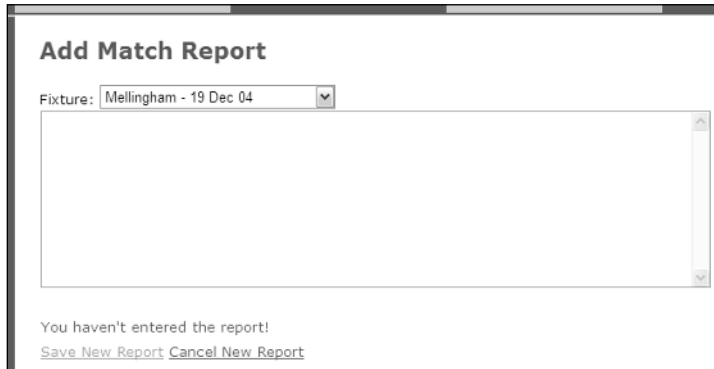 Add Match Report
Fixture: Mellingham - 19 Dec 04
You haven't entered the report!
Save New Report Cancel New Report